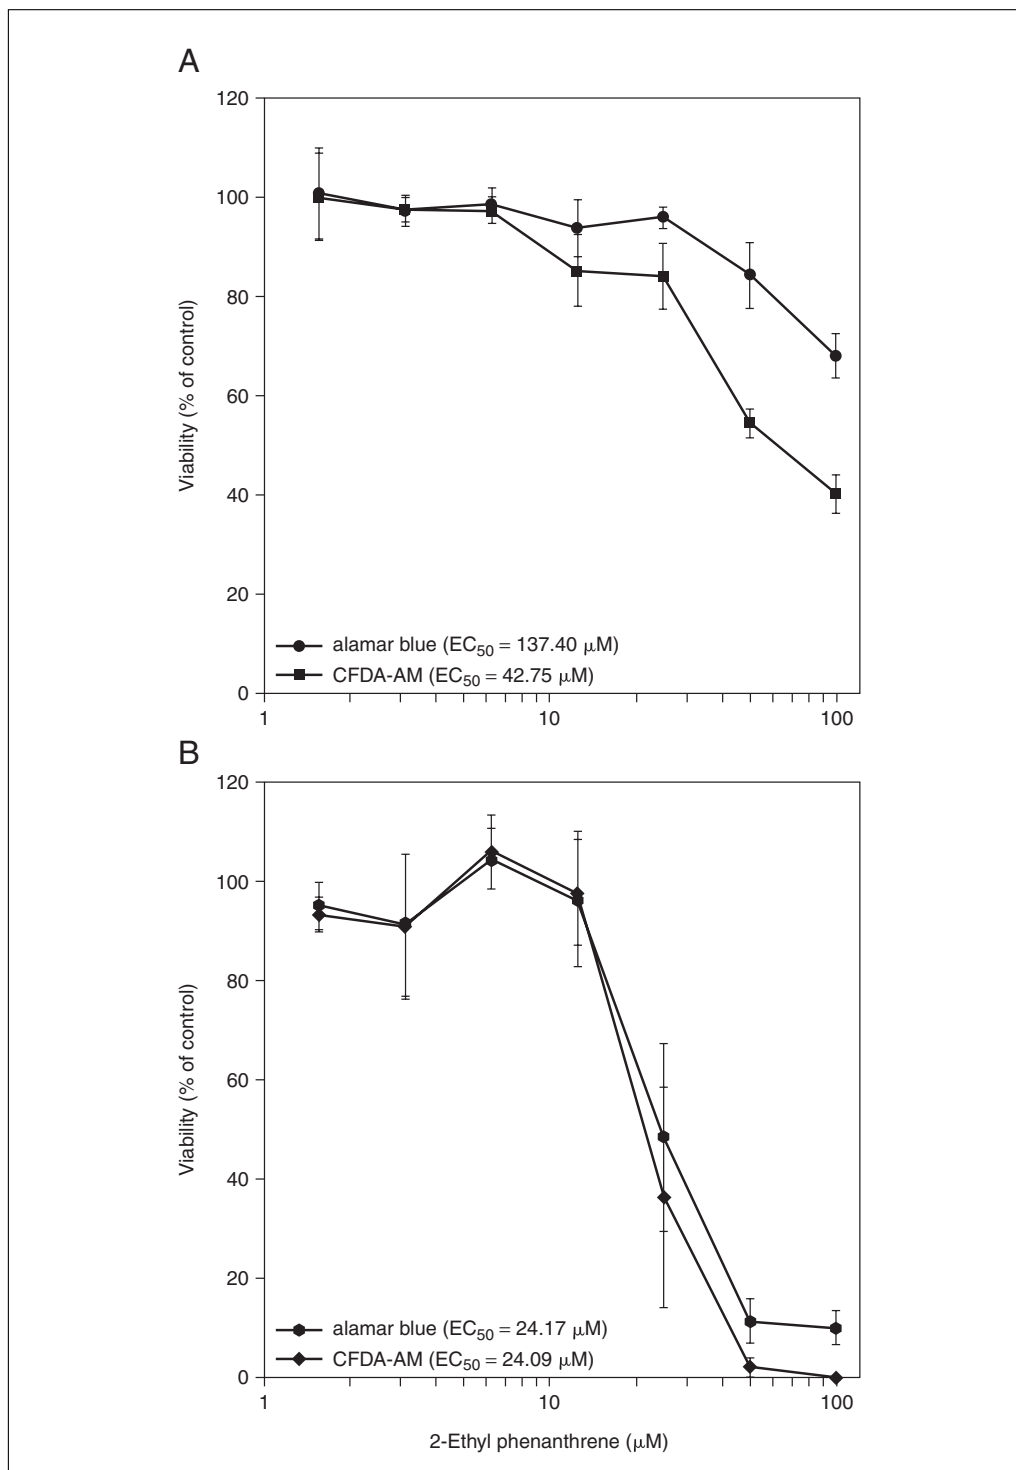 A
120
100
80
60
40
20
0
Viability (% of control)
alamar blue (EC50 = 137.40 μM)
CFDA-AM (EC50 = 42.75 μM)
1 10 100
B
120
100
80
60
40
20
0
Viability (% of control)
alamar blue (EC50 = 24.17 μM)
CFDA-AM (EC50 = 24.09 μM)
1 10 100
2-Ethyl phenanthrene (μM)